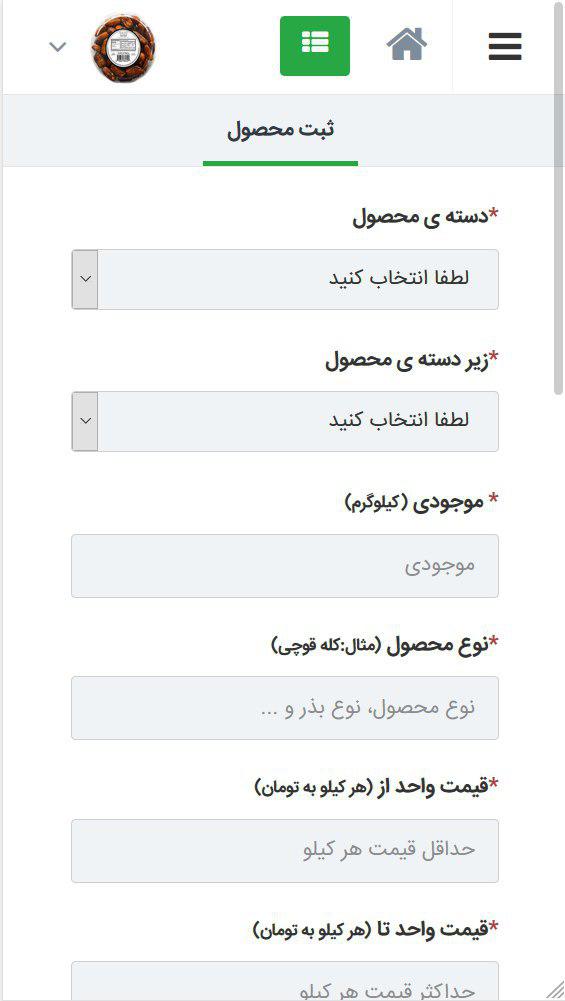 ثبت محصول
*دسته ی محصول
لطفا انتخاب کنید
*زیر دسته ی محصول
لطفا انتخاب کنید
* موجودی (کیلوگرم)
موجودی
*نوع محصول (مثال:کله قوچی)
نوع محصول، نوع بذر و ...
*قیمت واحد از (هر کیلو به تومان)
حداقل قیمت هر کیلو
*قیمت واحد تا (هر کیلو به تومان)
حداکثر قیمت هر کیلو